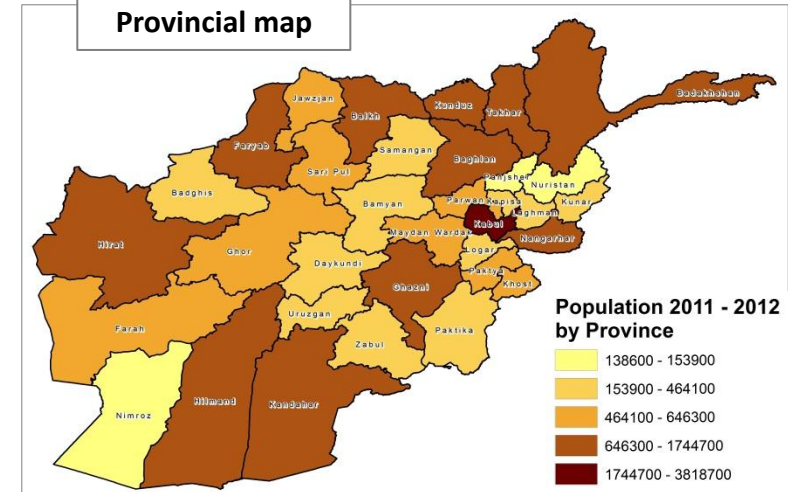 Provincial map
Jawzjan
Balkh
Kunduz
Takhar
Badakhshan
Faryab
Samangan
Sari Pul
Baghlan
Panjsher
Nuristan
Badghis
Bamyan
Parwan
Kapisa
Laghman
Kunar
Kabul
Hirat
Maydan Wardak
Nangarhar
Ghor
Logar
Daykundi
Paktya
Ghazni
Khost
Uruzgan
Farah
Paktika
Zabul
Nimroz
Hilmand
Kandahar
Population 2011 - 2012
by Province
138600 - 153900
153900 - 464100
464100 - 646300
646300 - 1744700
1744700 - 3818700